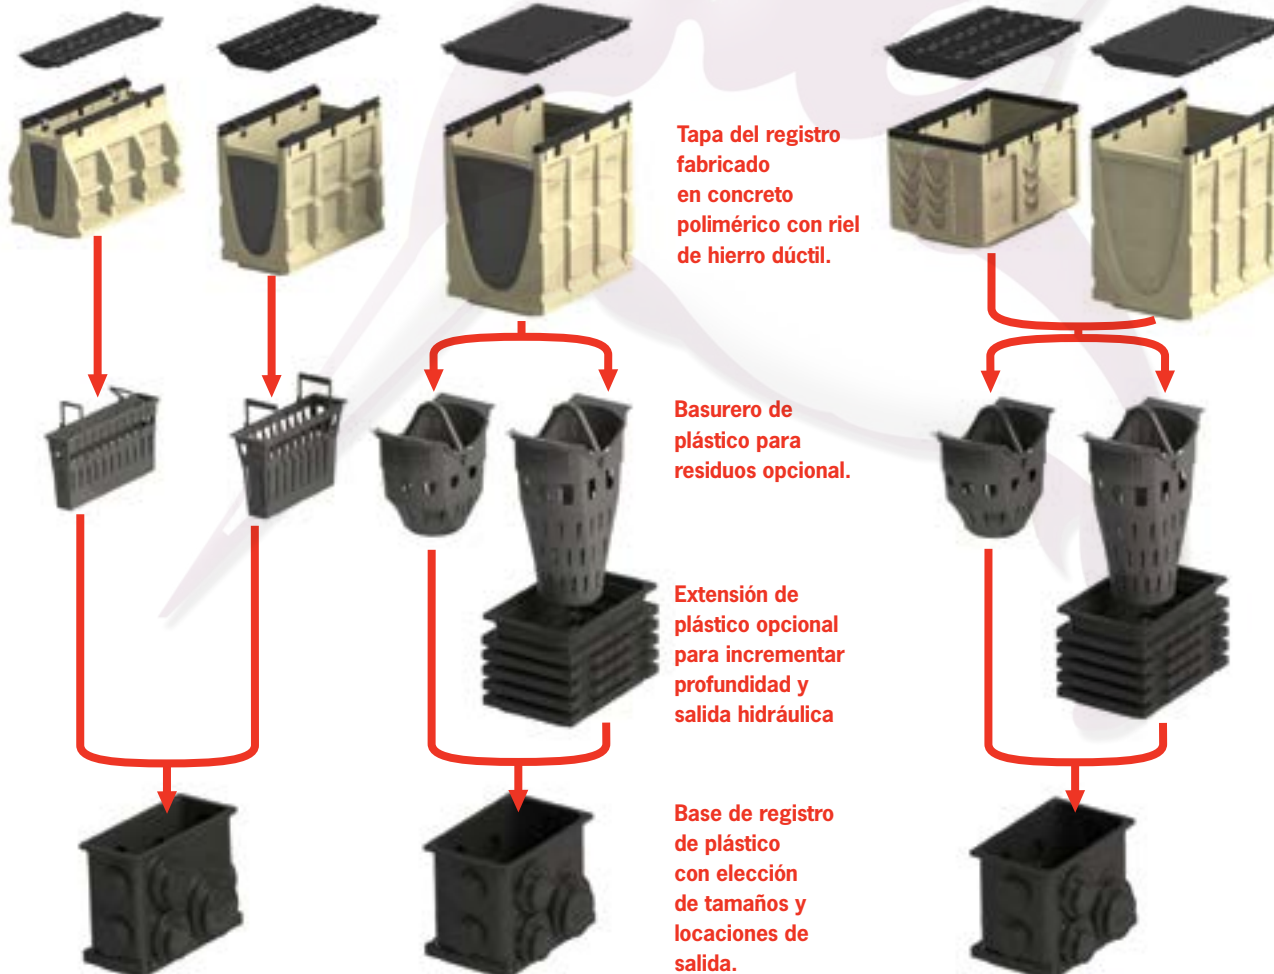 Tapa del registro
fabricado
en concreto
polimérico con riel
de hierro dúctil.
Basurero de
plástico para
residuos opcional.
Extensión de
plástico opcional
para incrementar
profundidad y
salida hidráulica
Base de registro
de plástico
con elección
de tamaños y
locaciones de
salida.